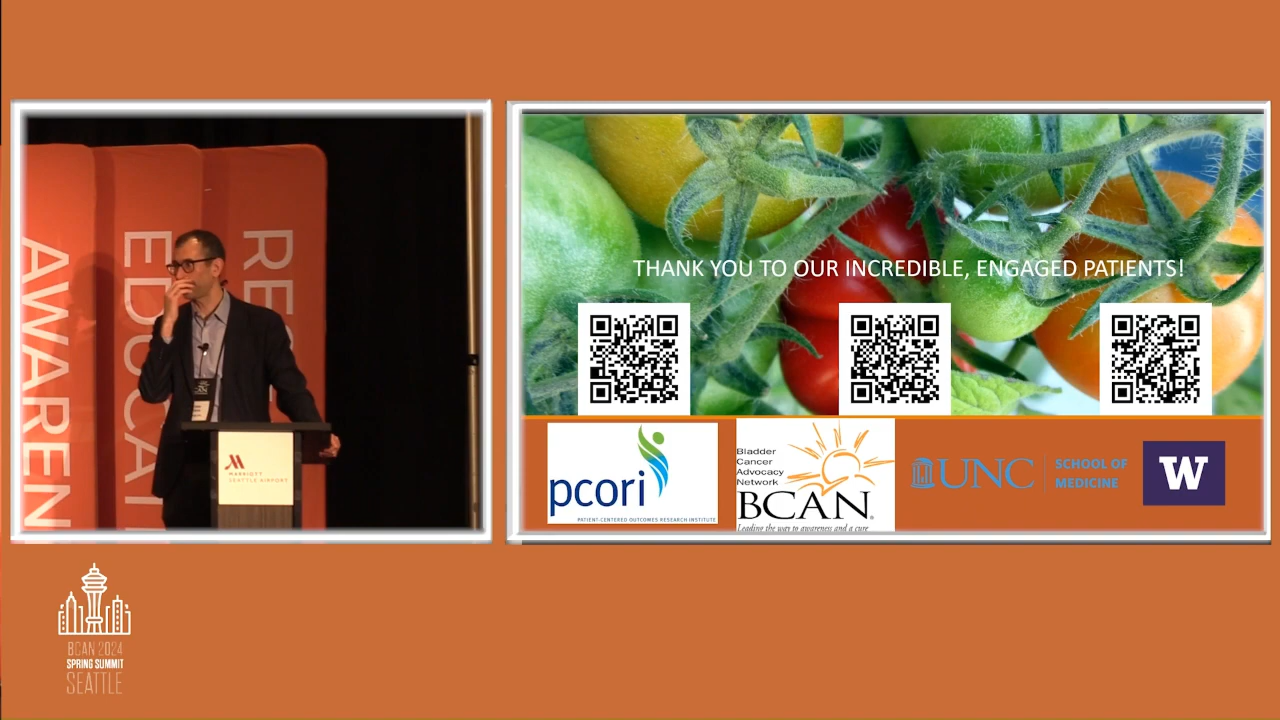 AWAREN
EDUCAT
RE
MARRIOTT
SEATTLE AIRPORT
THANK YOU TO OUR INCREDIBLE, ENGAGED PATIENTS!
pcori
PATIENT-CENTERED OUTCOMES RESEARCH INSTITUTE
Bladder
Cancer
Advocacy
Network
BCAN®
Leading the way to awareness and a cure
UNC
SCHOOL OF
MEDICINE
W
BCAN 2024
SPRING SUMMIT
SEATTLE